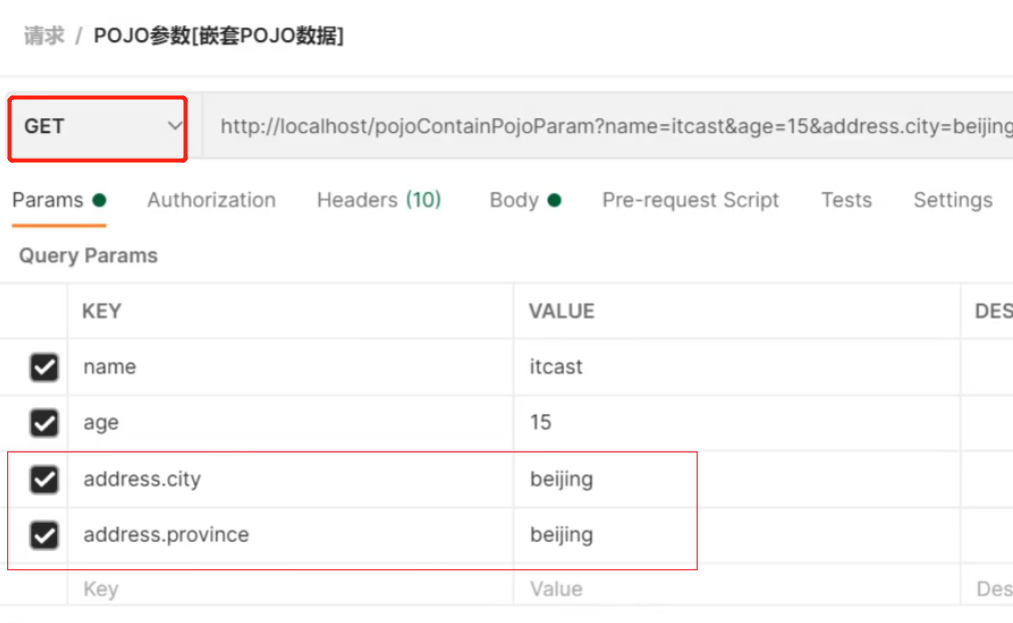 请求 / POJO参数[嵌套POJO数据]
GET http://localhost/pojoContainPojoParam?name=itcast&age=15&address.city=beijing
Params Authorization Headers (10) Body Pre-request Script Tests Settings
Query Params
KEY VALUE DES
name itcast
age 15
address.city beijing
address.province beijing
Key Value Des